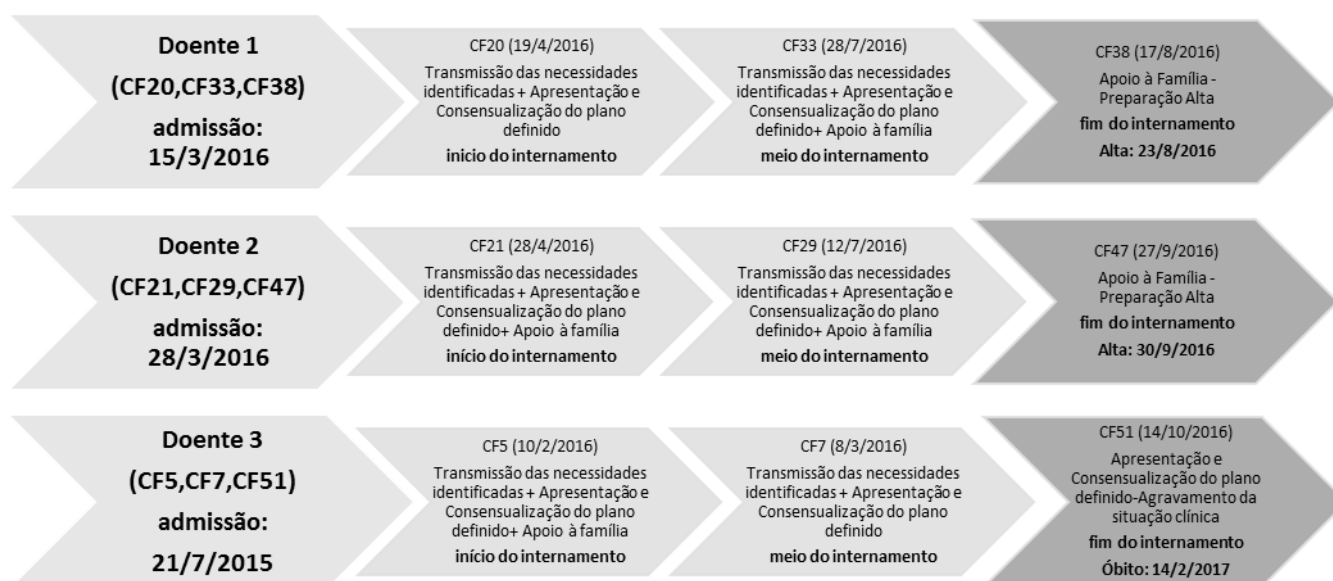 Doente 1
(CF20,CF33,CF38)
admissão:
15/3/2016
CF20 (19/4/2016)
Transmissão das necessidades
identificadas + Apresentação e
Consensualização do plano
definido
inicio do internamento
CF33 (28/7/2016)
Transmissão das necessidades
identificadas + Apresentação e
Consensualização do plano
definido+ Apoio à família
meio do internamento
CF38 (17/8/2016)
Apoio à Família -
Preparação Alta
fim do internamento
Alta: 23/8/2016
Doente 2
(CF21,CF29,CF47)
admissão:
28/3/2016
CF21 (28/4/2016)
Transmissão das necessidades
identificadas + Apresentação e
Consensualização do plano
definido+ Apoio à família
início do internamento
CF29 (12/7/2016)
Transmissão das necessidades
identificadas + Apresentação e
Consensualização do plano
definido+ Apoio à família
meio do internamento
CF47 (27/9/2016)
Apoio à Família -
Preparação Alta
fim do internamento
Alta: 30/9/2016
Doente 3
(CF5,CF7,CF51)
admissão:
21/7/2015
CF5 (10/2/2016)
Transmissão das necessidades
identificadas + Apresentação e
Consensualização do plano
definido+ Apoio à família
início do internamento
CF7 (8/3/2016)
Transmissão das necessidades
identificadas + Apresentação e
Consensualização do plano
definido
meio do internamento
CF51 (14/10/2016)
Apresentação e
Consensualização do plano
definido-Agravamento da
situação clínica
fim do internamento
Óbito: 14/2/2017